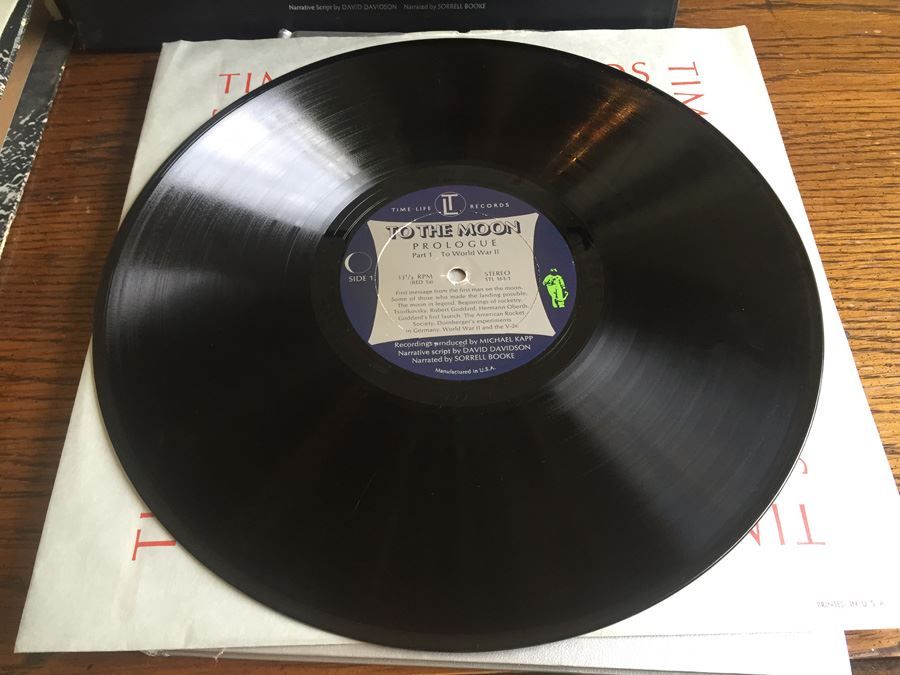 Narrative Script by DAVID DAVIDSON Narrated by SORRELL BOOKE
TIME-LIFE LT RECORDS
TO THE MOON
PROLOGUE
Part 1 To World War II
SIDE 1
STEREO
RPM
First message from the first man on the moon.
Some of those who made the landing possible.
The moon in legend. Beginnings of rocketry.
Tsiolkovsky. Robert Goddard. Hermann Oberth.
Goddard's first launch. The American Rocket
Society. Dornberger's experiments
in Germany. World War II and the V-2s
Recordings produced by MICHAEL KAPP
Narrative script by DAVID DAVIDSON
Narrated by SORRELL BOOKE
Manufactured in U.S.A.
PRINTED IN U S A